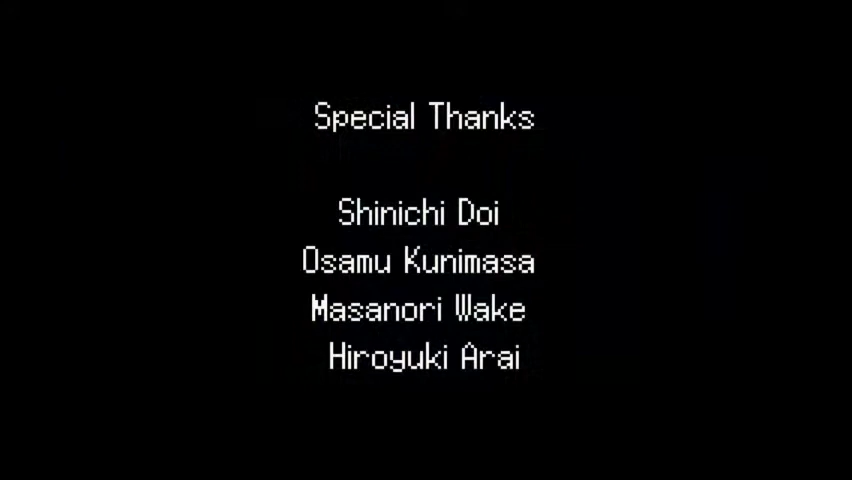 Special Thanks
Shinichi Doi
Osamu Kunimasa
Masanori Wake
Hiroyuki Arai